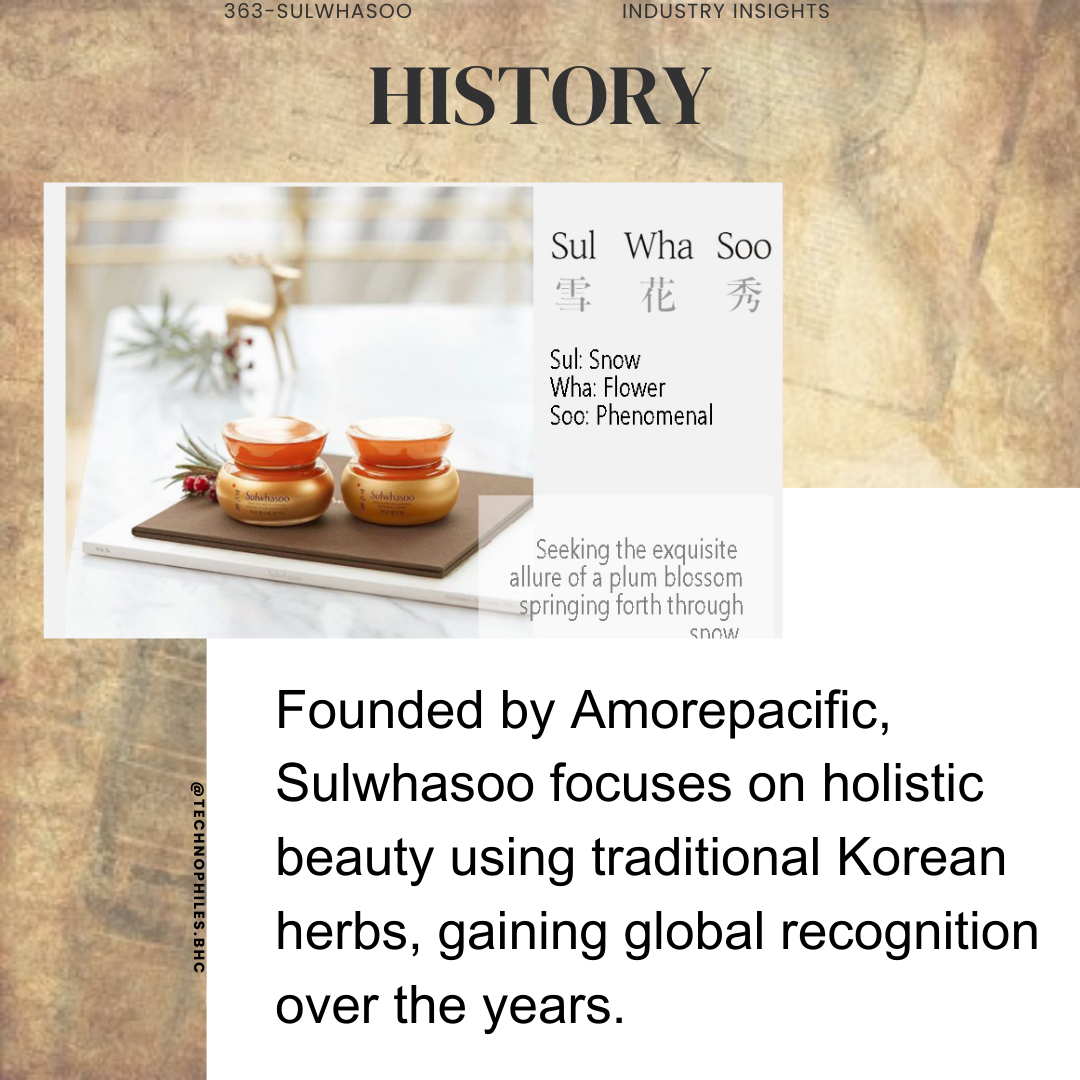 363-SULWHASOO
INDUSTRY INSIGHTS
HISTORY
Sul Wha Soo
雪 花 秀
Sul: Snow
Wha: Flower
Soo: Phenomenal
Sulwhasoo
Sulwhasoo
Seeking the exquisite
allure of a plum blossom
springing forth through
snow.
Founded by Amorepacific,
Sulwhasoo focuses on holistic
beauty using traditional Korean
herbs, gaining global recognition
over the years.
@TECHNOPHILES.BHC